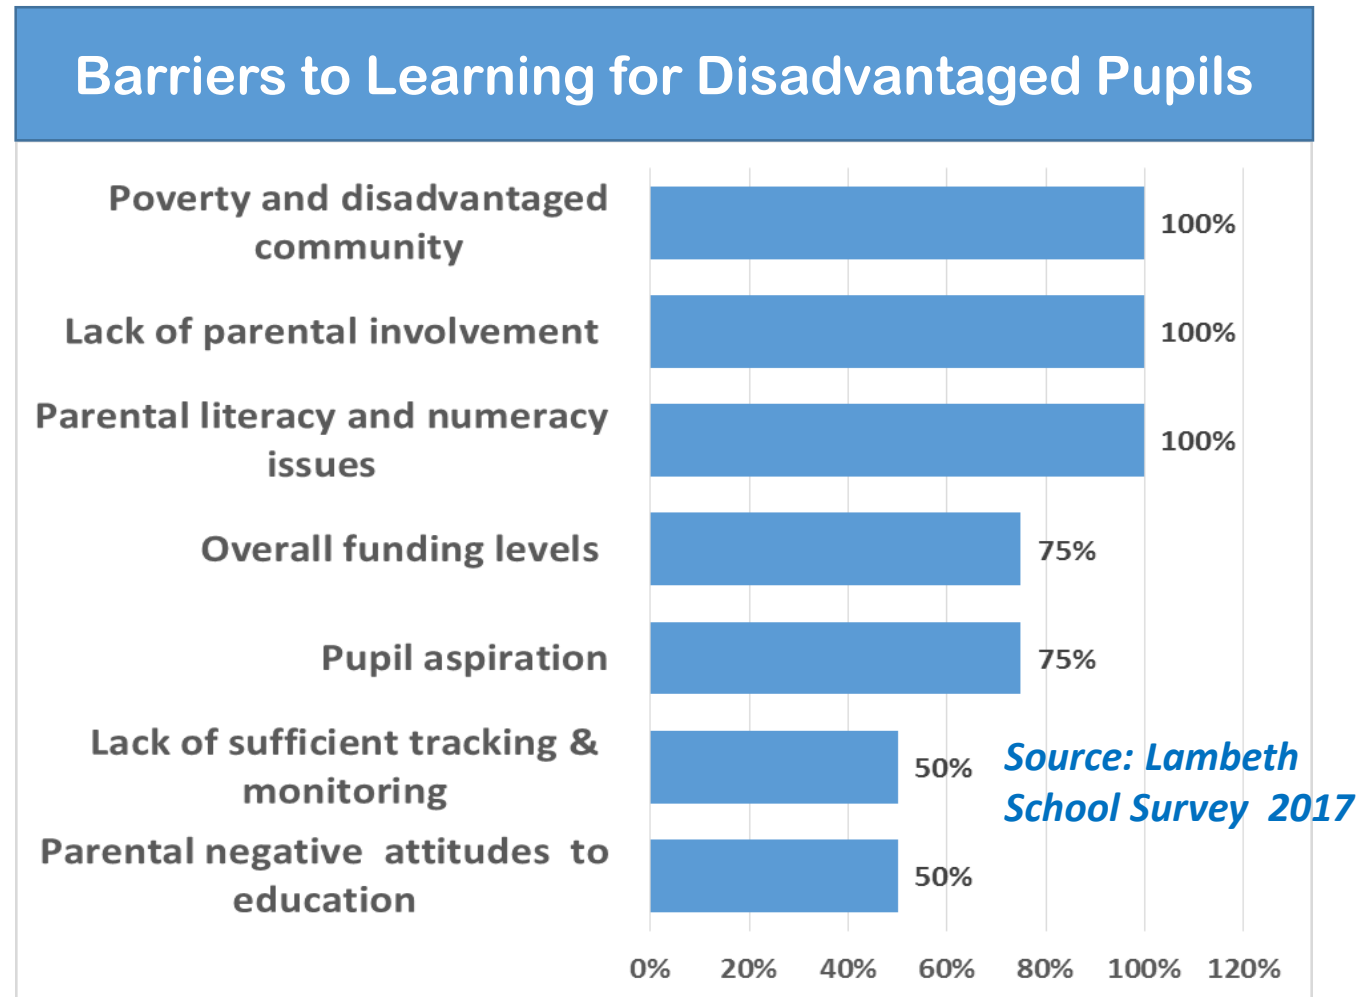 Barriers to Learning for Disadvantaged Pupils
Poverty and disadvantaged
community
100%
Lack of parental involvement
100%
Parental literacy and numeracy
issues
100%
Overall funding levels
75%
Pupil aspiration
75%
Lack of sufficient tracking &
monitoring
50%
Source: Lambeth
School Survey 2017
Parental negative attitudes to
education
50%
0% 20% 40% 60% 80% 100% 120%